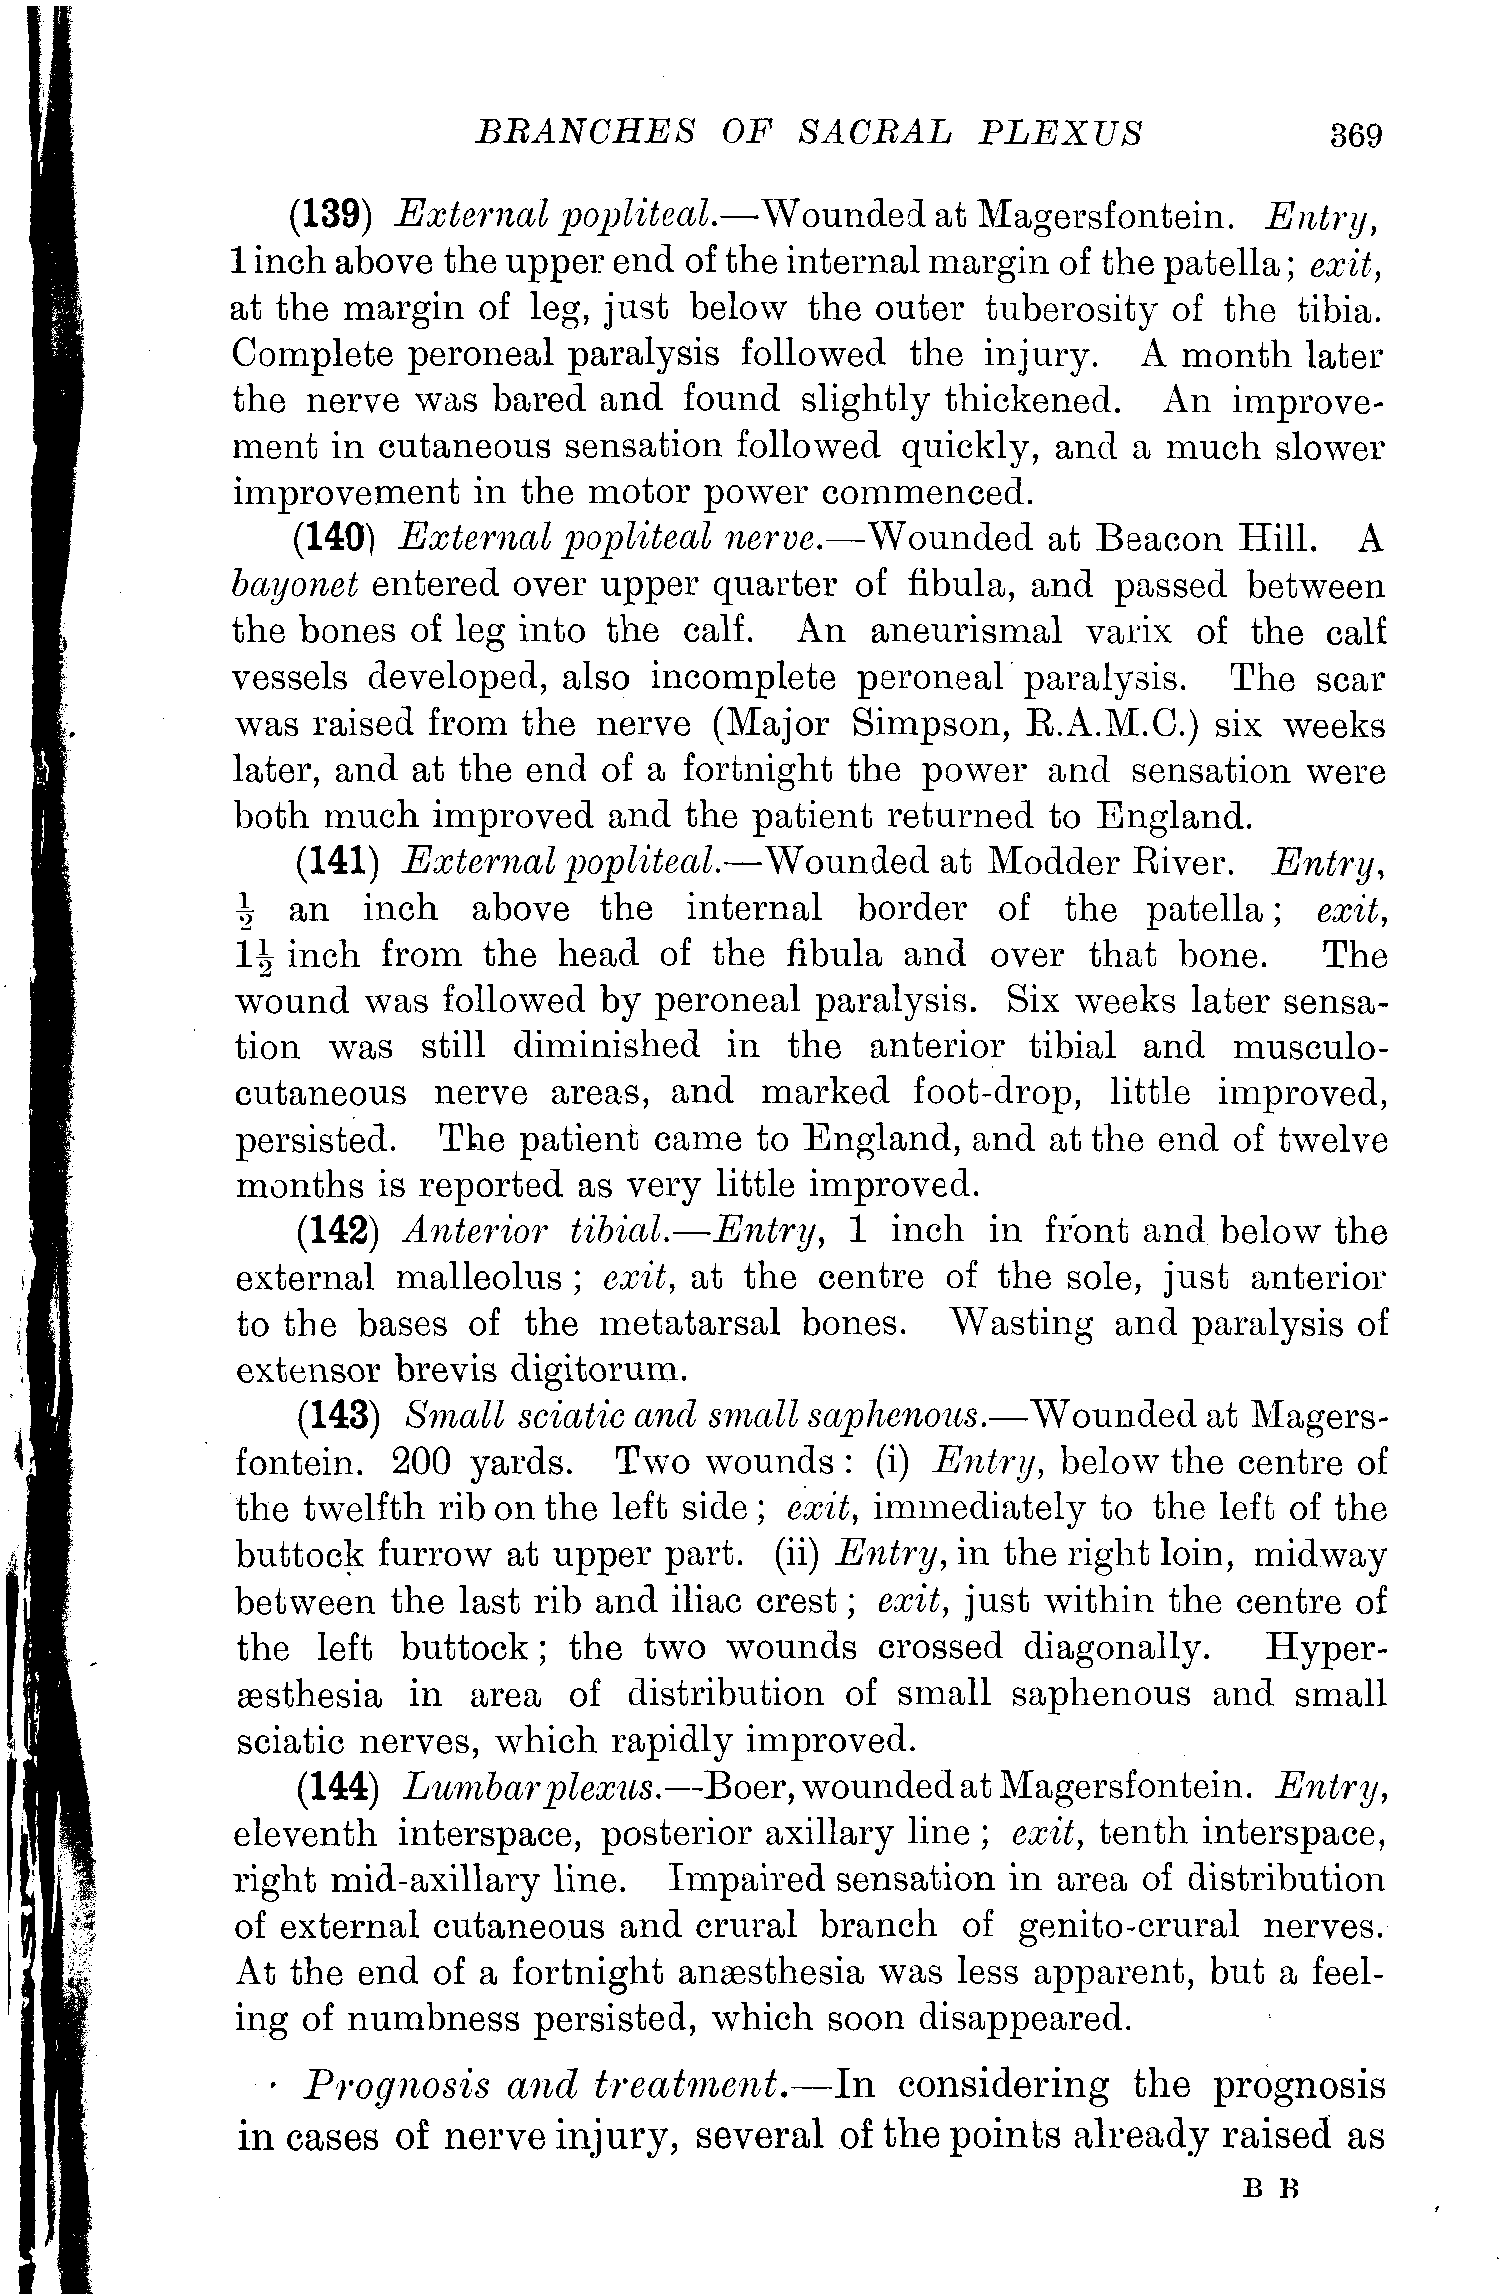 BRANCHES OF SACRAL PLEXUS 369
(139) External popliteal.—Wounded at Magersfontein. Entry,
1 inch above the upper end of the internal margin of the patella; exit,
at the margin of leg, just below the outer tuberosity of the tibia.
Complete peroneal paralysis followed the injury. A month later
the nerve was bared and found slightly thickened. An improve-
ment in cutaneous sensation followed quickly, and a much slower
improvement in the motor power commenced.
(140) External popliteal nerve.—Wounded at Beacon Hill. A
bayonet entered over upper quarter of fibula, and passed between
the bones of leg into the calf. An aneurismal varix of the calf
vessels developed, also incomplete peroneal paralysis. The scar
was raised from the nerve (Major Simpson, R.A.M.C.) six weeks
later, and at the end of a fortnight the power and sensation were
both much improved and the patient returned to England.
(141) External popliteal.—Wounded at Modder River. Entry,
½ an inch above the internal border of the patella; exit,
1½ inch from the head of the fibula and over that bone. The
wound was followed by peroneal paralysis. Six weeks later sensa-
tion was still diminished in the anterior tibial and musculo-
cutaneous nerve areas, and marked foot-drop, little improved,
persisted. The patient came to England, and at the end of twelve
months is reported as very little improved.
(142) Anterior tibial.—Entry, 1 inch in front and below the
external malleolus; exit, at the centre of the sole, just anterior
to the bases of the metatarsal bones. Wasting and paralysis of
extensor brevis digitorum.
(143) Small sciatic and small saphenous.—Wounded at Magers-
fontein. 200 yards. Two wounds: (i) Entry, below the centre of
the twelfth rib on the left side; exit, immediately to the left of the
buttock furrow at upper part. (ii) Entry, in the right loin, midway
between the last rib and iliac crest; exit, just within the centre of
the left buttock; the two wounds crossed diagonally. Hyper-
æsthesia in area of distribution of small saphenous and small
sciatic nerves, which rapidly improved.
(144) Lumbar plexus.—Boer, wounded at Magersfontein. Entry,
eleventh interspace, posterior axillary line; exit, tenth interspace,
right mid-axillary line. Impaired sensation in area of distribution
of external cutaneous and crural branch of genito-crural nerves.
At the end of a fortnight anæsthesia was less apparent, but a feel-
ing of numbness persisted, which soon disappeared.
Prognosis and treatment.—In considering the prognosis
in cases of nerve injury, several of the points already raised as
B B